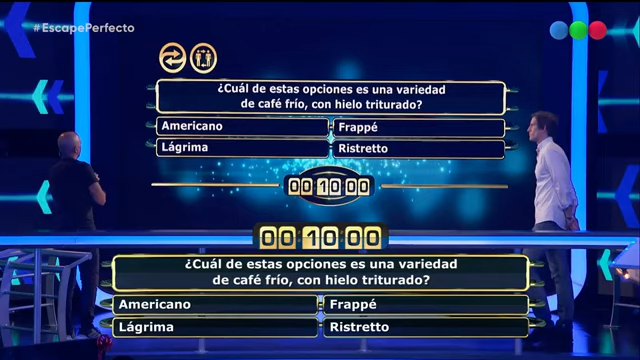 #EscapePerfecto
¿Cuál de estas opciones es una variedad
de café frío, con hielo triturado?
Americano
Frappé
Lágrima
Ristretto
00:10:00
00:10:00
¿Cuál de estas opciones es una variedad
de café frío, con hielo triturado?
Americano
Frappé
Lágrima
Ristretto